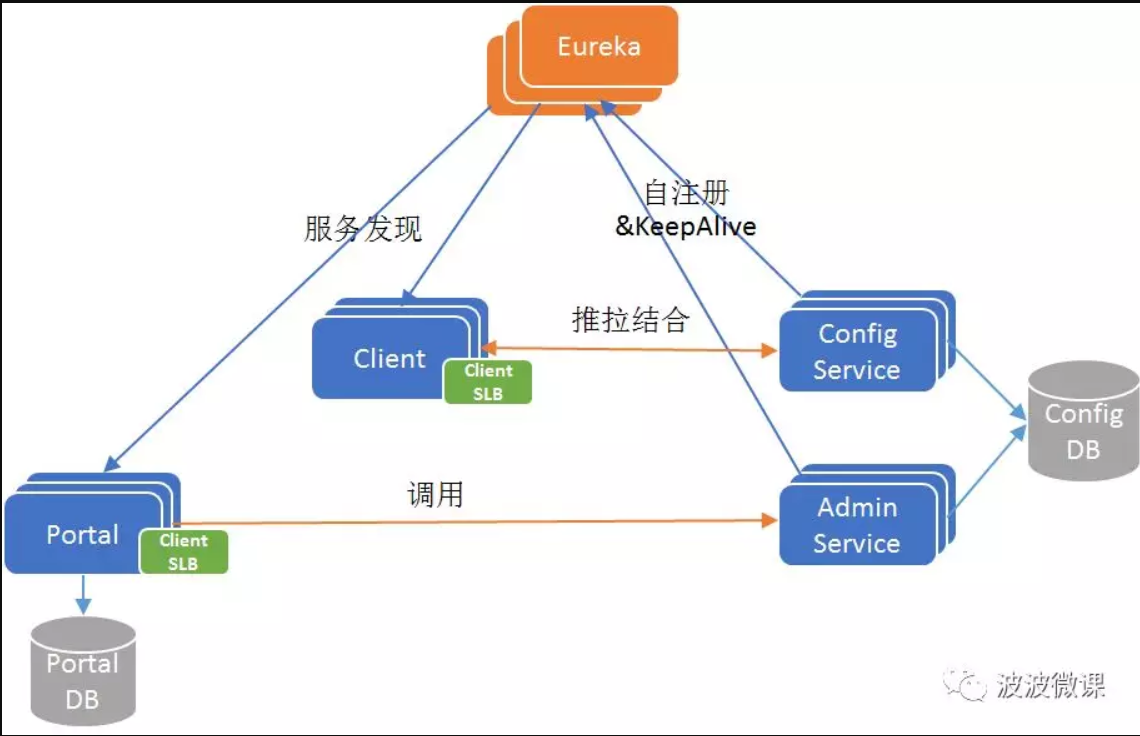 Eureka
自注册
&KeepAlive
服务发现
推拉结合
Client
Client
SLB
Config
Service
Config
DB
调用
Portal
Client
SLB
Admin
Service
Portal
DB
波波微课